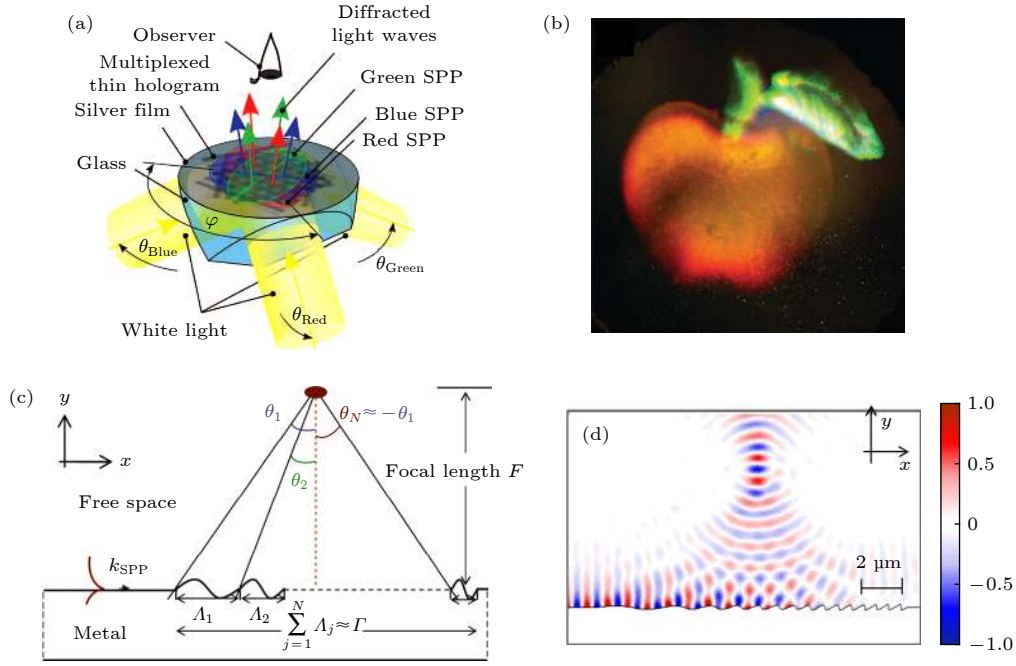 (a)
Observer
Multiplexed
thin hologram
Silver film
Glass
Diffracted
light waves
Green SPP
Blue SPP
Red SPP
φ
θBlue
θGreen
θRed
White light
(b)
(c)
y
x
θ1
θN≈ −θ1
θ2
Focal length F
Free space
kSPP
Λ1
Λ2
N
∑ Λj≈Γ
j=1
Metal
(d)
y
x
2 μm
1.0
0.5
0
−0.5
−1.0